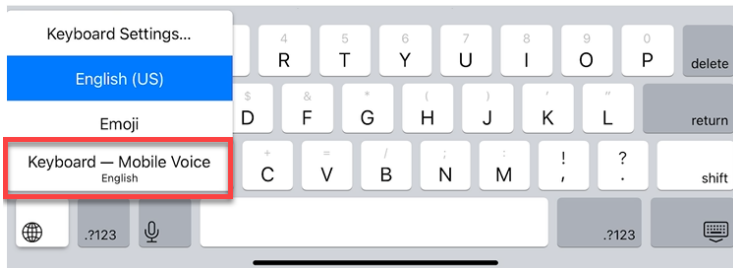 Keyboard Settings...
English (US)
Emoji
Keyboard — Mobile Voice
English
4 5 6 7 8 9 0
R T Y U I O P delete
$ & * ( ) ' "
D F G H J K L return
+ = / ; :
C V B N M ! , ? . shift
.?123 .?123